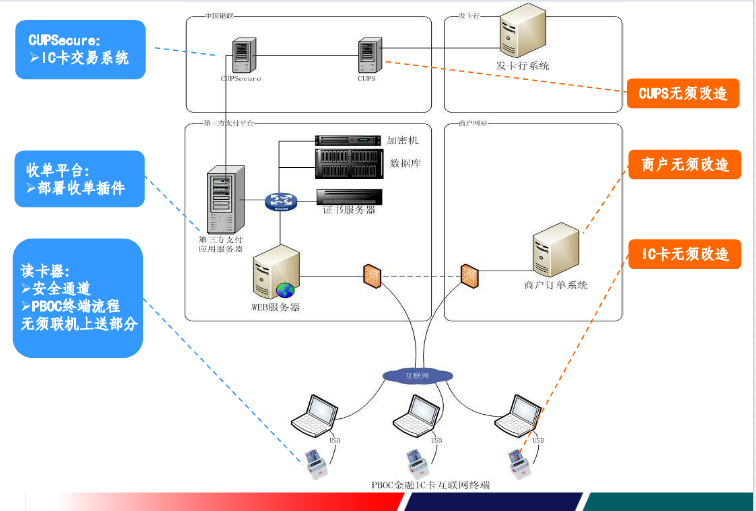 中国银联
发卡行
CUPSecure:
➢IC卡交易系统
CUPSecure
CUPS
发卡行系统
CUPS无须改造
第三方支付平台
商户网站
加密机
数据库
证书服务器
收单平台:
➢部署收单插件
商户无须改造
第三方支付
应用服务器
读卡器:
➢安全通道
➢PBOC终端流程
无须联机上送部分
IC卡无须改造
WEB服务器
商户订单系统
互联网
USB
USB
USB
PBOC金融IC卡互联网终端